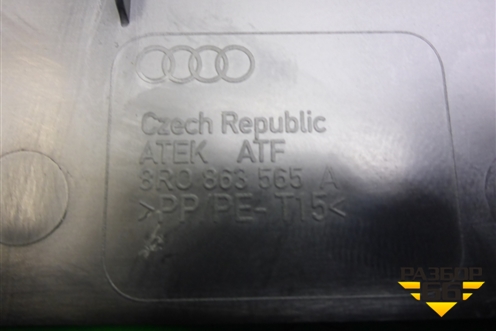 Czech Republic
ATEK ATF
8R0 863 565 A
>PP/PE-T15<
РАЗБОР